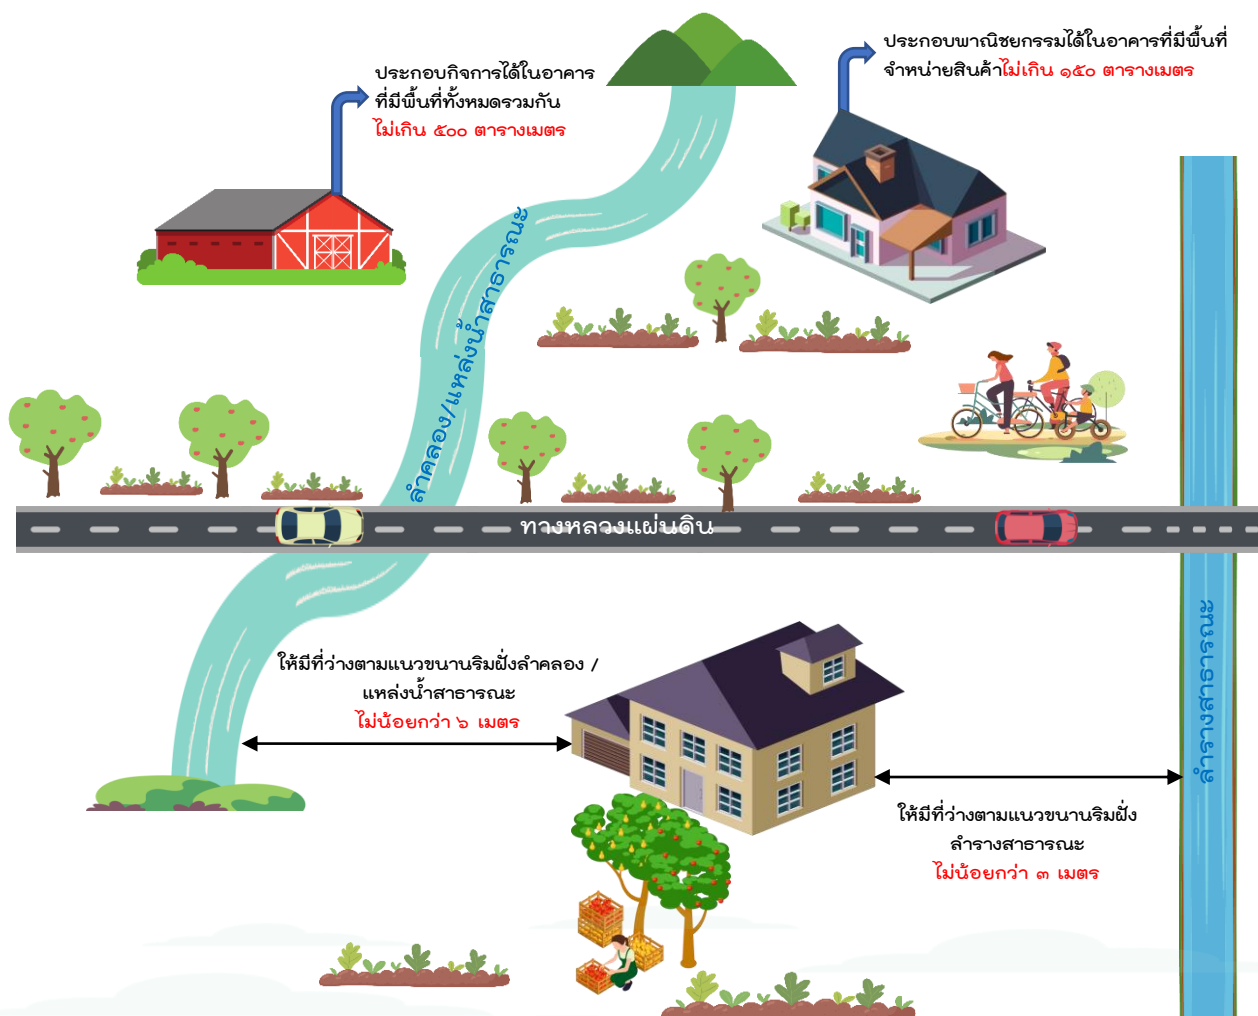 ประกอบกิจการได้ในอาคาร
ที่มีพื้นที่ทั้งหมดรวมกัน
ไม่เกิน ๕๐๐ ตารางเมตร
ประกอบพาณิชยกรรมได้ในอาคารที่มีพื้นที่
จำหน่ายสินค้าไม่เกิน ๑๕๐ ตารางเมตร
ลำคลอง/แหล่งน้ำสาธารณะ
ทางหลวงแผ่นดิน
ให้มีที่ว่างตามแนวขนานริมฝั่งลำคลอง /
แหล่งน้ำสาธารณะ
ไม่น้อยกว่า ๖ เมตร
ลำรางสาธารณะ
ให้มีที่ว่างตามแนวขนานริมฝั่ง
ลำรางสาธารณะ
ไม่น้อยกว่า ๓ เมตร